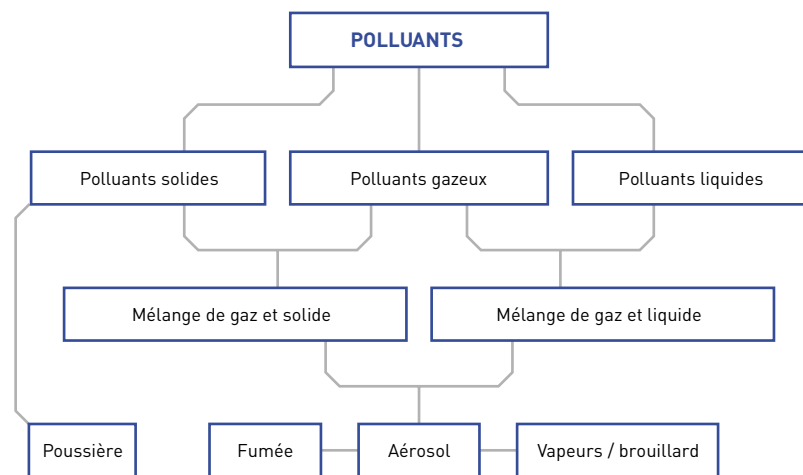 POLLUANTS
Polluants solides
Polluants gazeux
Polluants liquides
Mélange de gaz et solide
Mélange de gaz et liquide
Poussière
Fumée
Aérosol
Vapeurs / brouillard